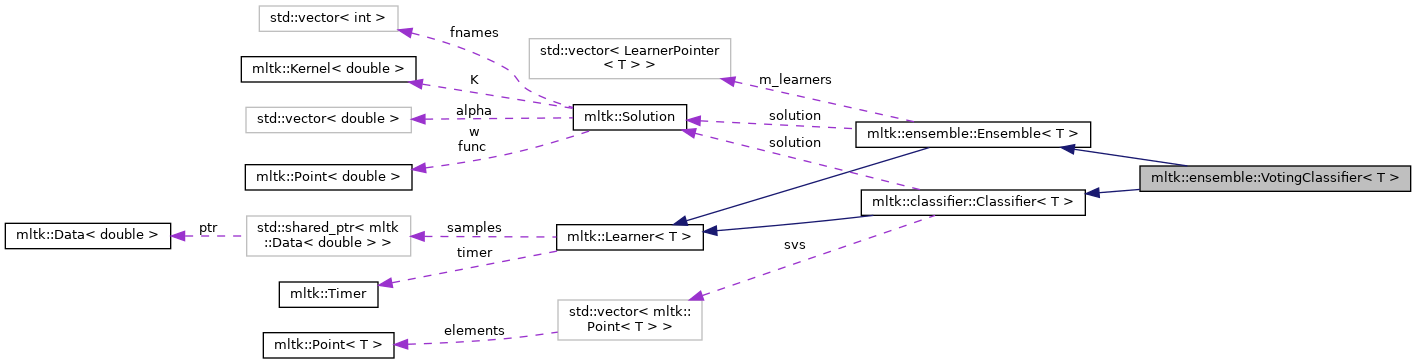 std::vector< int >
fnames
mltk::Kernel< double >
K
std::vector< double >
alpha
w
func
mltk::Point< double >
mltk::Solution
std::vector< LearnerPointer
< T > >
m_learners
solution
solution
mltk::ensemble::Ensemble< T >
mltk::ensemble::VotingClassifier< T >
mltk::classifier::Classifier< T >
mltk::Data< double >
ptr
std::shared_ptr< mltk
::Data< double > >
samples
mltk::Learner< T >
timer
mltk::Timer
svs
std::vector< mltk::
Point< T > >
elements
mltk::Point< T >